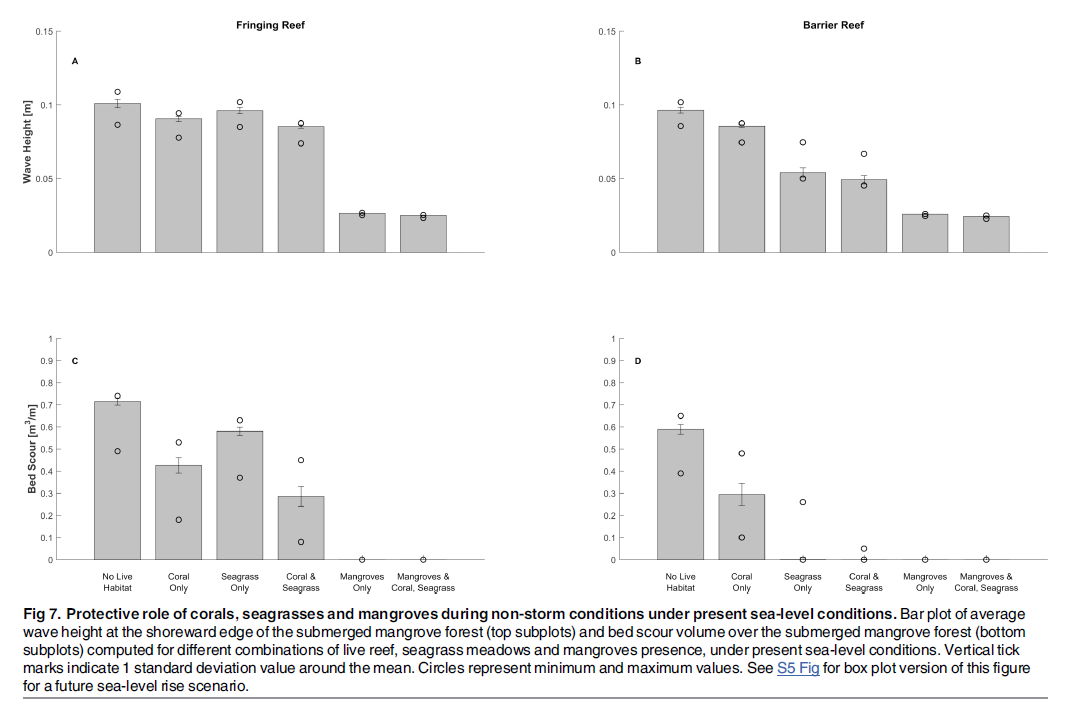 Fringing Reef
0.15
A
0.1
Wave Height [m]
0.05
0
Barrier Reef
0.15
B
0.1
0.05
0
1
0.9
C
0.8
0.7
0.6
Bed Scour [m³/m]
0.5
0.4
0.3
0.2
0.1
0
No Live
Habitat
Coral
Only
Seagrass
Only
Coral &
Seagrass
Mangroves
Only
Mangroves &
Coral, Seagrass
1
0.9
D
0.8
0.7
0.6
0.5
0.4
0.3
0.2
0.1
0
No Live
Habitat
Coral
Only
Seagrass
Only
Coral &
Seagrass
Mangroves
Only
Mangroves &
Coral, Seagrass
Fig 7. Protective role of corals, seagrasses and mangroves during non-storm conditions under present sea-level conditions. Bar plot of average
wave height at the shoreward edge of the submerged mangrove forest (top subplots) and bed scour volume over the submerged mangrove forest (bottom
subplots) computed for different combinations of live reef, seagrass meadows and mangroves presence, under present sea-level conditions. Vertical tick
marks indicate 1 standard deviation value around the mean. Circles represent minimum and maximum values. See S5 Fig for box plot version of this figure
for a future sea-level rise scenario.